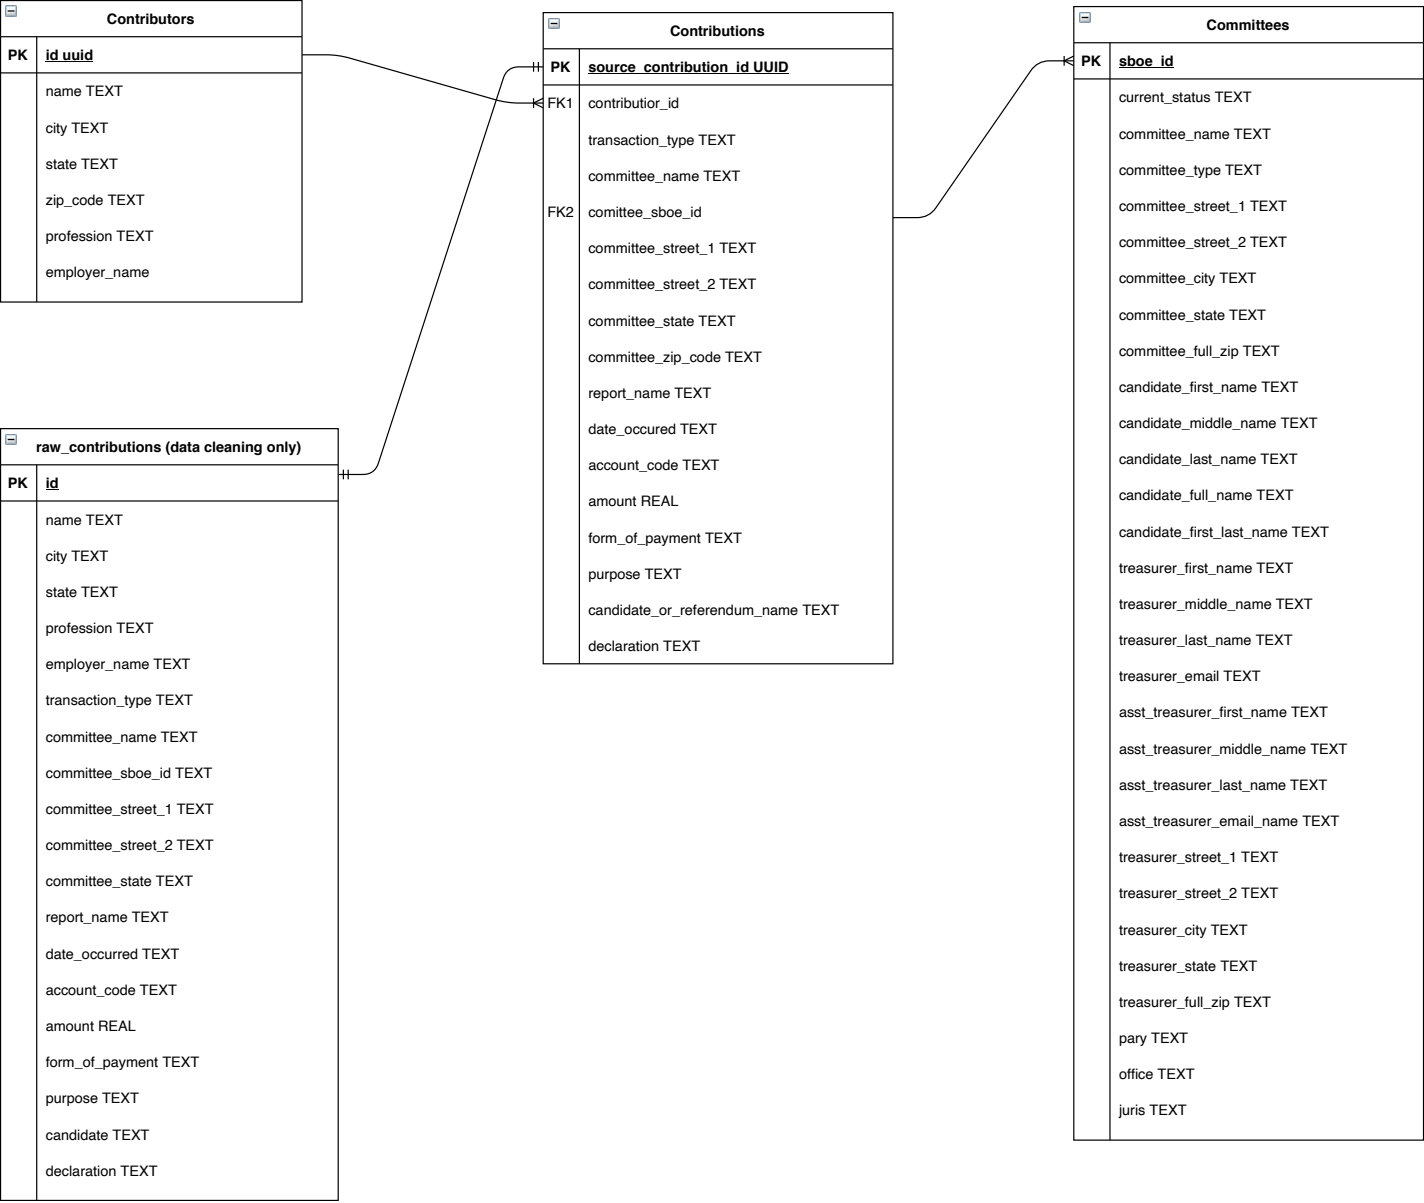 Contributors
PK id uuid
name TEXT
city TEXT
state TEXT
zip_code TEXT
profession TEXT
employer_name
raw_contributions (data cleaning only)
PK id
name TEXT
city TEXT
state TEXT
profession TEXT
employer_name TEXT
transaction_type TEXT
committee_name TEXT
committee_sboe_id TEXT
committee_street_1 TEXT
committee_street_2 TEXT
committee_state TEXT
report_name TEXT
date_occurred TEXT
account_code TEXT
amount REAL
form_of_payment TEXT
purpose TEXT
candidate TEXT
declaration TEXT
Contributions
PK source_contribution_id UUID
FK1 contributior_id
transaction_type TEXT
committee_name TEXT
FK2 comittee_sboe_id
committee_street_1 TEXT
committee_street_2 TEXT
committee_state TEXT
committee_zip_code TEXT
report_name TEXT
date_occured TEXT
account_code TEXT
amount REAL
form_of_payment TEXT
purpose TEXT
candidate_or_referendum_name TEXT
declaration TEXT
Committees
PK sboe_id
current_status TEXT
committee_name TEXT
committee_type TEXT
committee_street_1 TEXT
committee_street_2 TEXT
committee_city TEXT
committee_state TEXT
committee_full_zip TEXT
candidate_first_name TEXT
candidate_middle_name TEXT
candidate_last_name TEXT
candidate_full_name TEXT
candidate_first_last_name TEXT
treasurer_first_name TEXT
treasurer_middle_name TEXT
treasurer_last_name TEXT
treasurer_email TEXT
asst_treasurer_first_name TEXT
asst_treasurer_middle_name TEXT
asst_treasurer_last_name TEXT
asst_treasurer_email_name TEXT
treasurer_street_1 TEXT
treasurer_street_2 TEXT
treasurer_city TEXT
treasurer_state TEXT
treasurer_full_zip TEXT
pary TEXT
office TEXT
juris TEXT